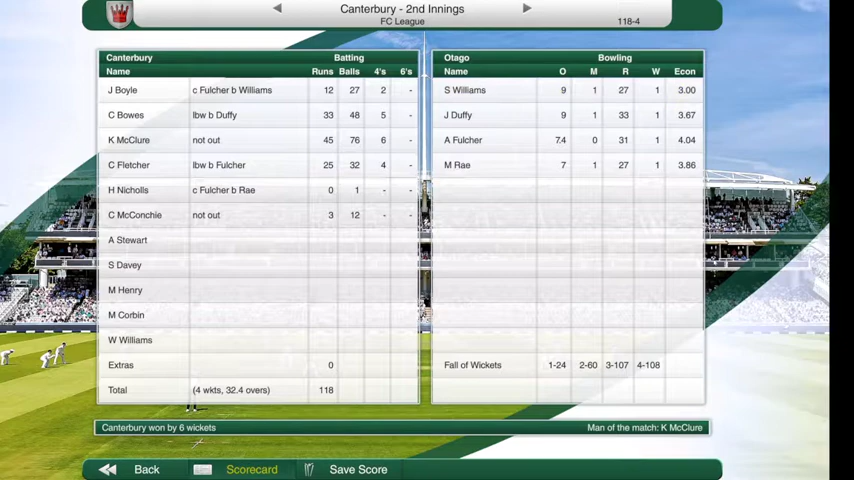 Canterbury - 2nd Innings
FC League
118-4
Canterbury Batting
Name Runs Balls 4's 6's
J Boyle c Fulcher b Williams 12 27 2 -
C Bowes lbw b Duffy 33 48 5 -
K McClure not out 45 76 6 -
C Fletcher lbw b Fulcher 25 32 4 -
H Nicholls c Fulcher b Rae 0 1 - -
C McConchie not out 3 12 - -
A Stewart
S Davey
M Henry
M Corbin
W Williams
Extras 0
Total (4 wkts, 32.4 overs) 118
Otago Bowling
Name O M R W Econ
S Williams 9 1 27 1 3.00
J Duffy 9 1 33 1 3.67
A Fulcher 7.4 0 31 1 4.04
M Rae 7 1 27 1 3.86
Fall of Wickets 1-24 2-60 3-107 4-108
Canterbury won by 6 wickets Man of the match: K McClure
Back Scorecard Save Score